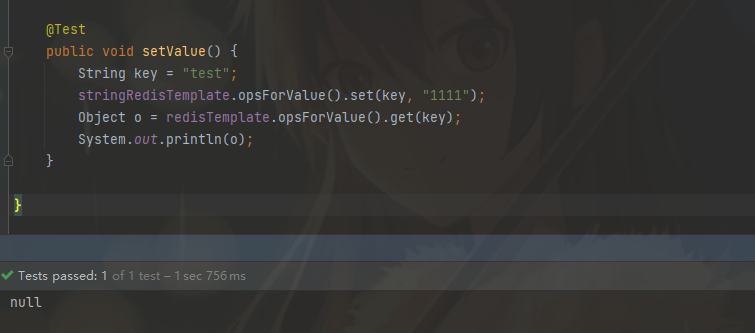 @Test
public void setValue() {
String key = "test";
stringRedisTemplate.opsForValue().set(key, "1111");
Object o = redisTemplate.opsForValue().get(key);
System.out.println(o);
}
}
Tests passed: 1 of 1 test – 1 sec 756 ms
null